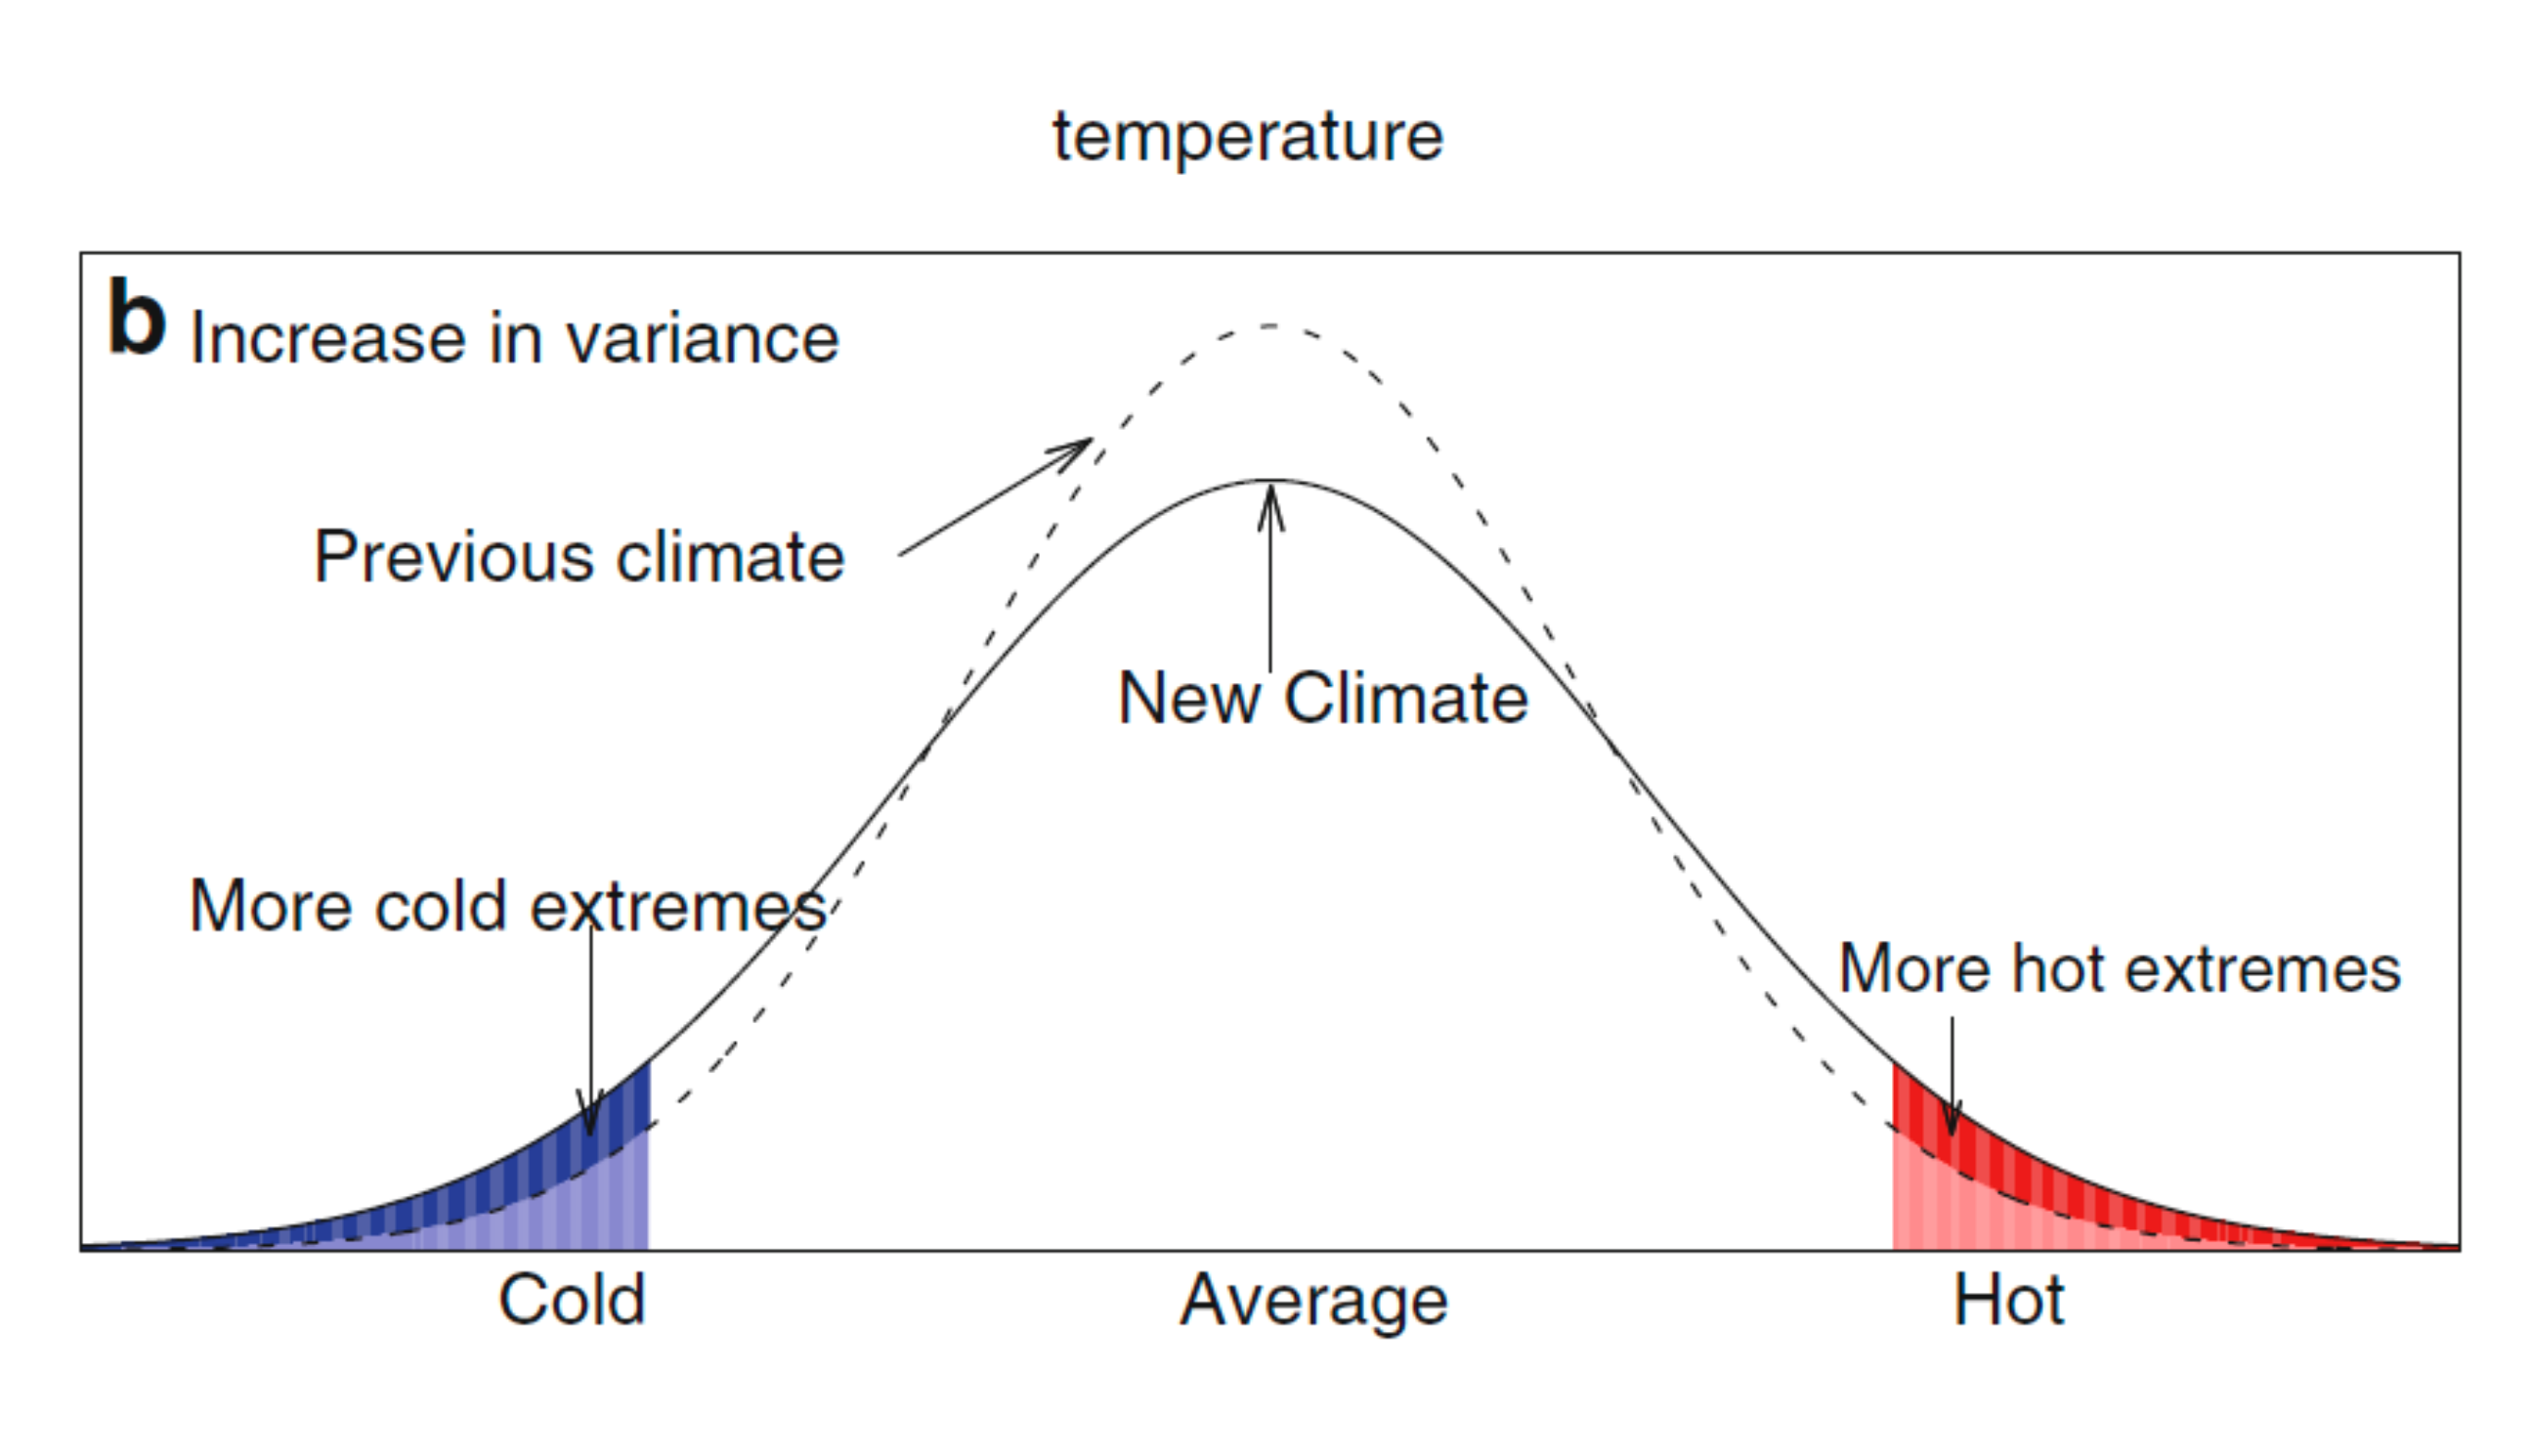 temperature
b Increase in variance
Previous climate
New Climate
More cold extremes
More hot extremes
Cold Average Hot